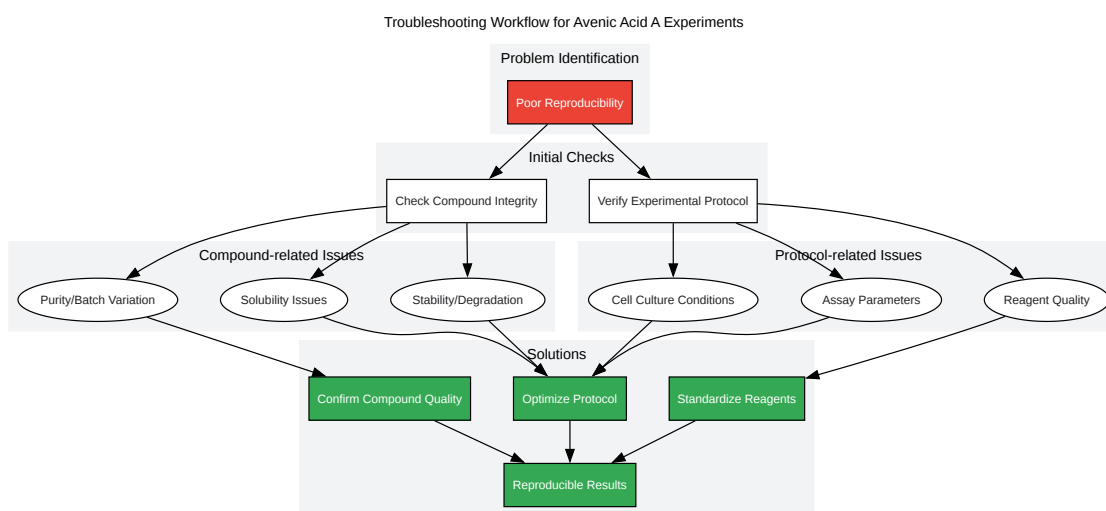 Troubleshooting Workflow for Avenic Acid A Experiments
Problem Identification
Poor Reproducibility
Initial Checks
Check Compound Integrity
Verify Experimental Protocol
Compound-related Issues
Protocol-related Issues
Purity/Batch Variation
Solubility Issues
Stability/Degradation
Cell Culture Conditions
Assay Parameters
Reagent Quality
Solutions
Confirm Compound Quality
Optimize Protocol
Standardize Reagents
Reproducible Results